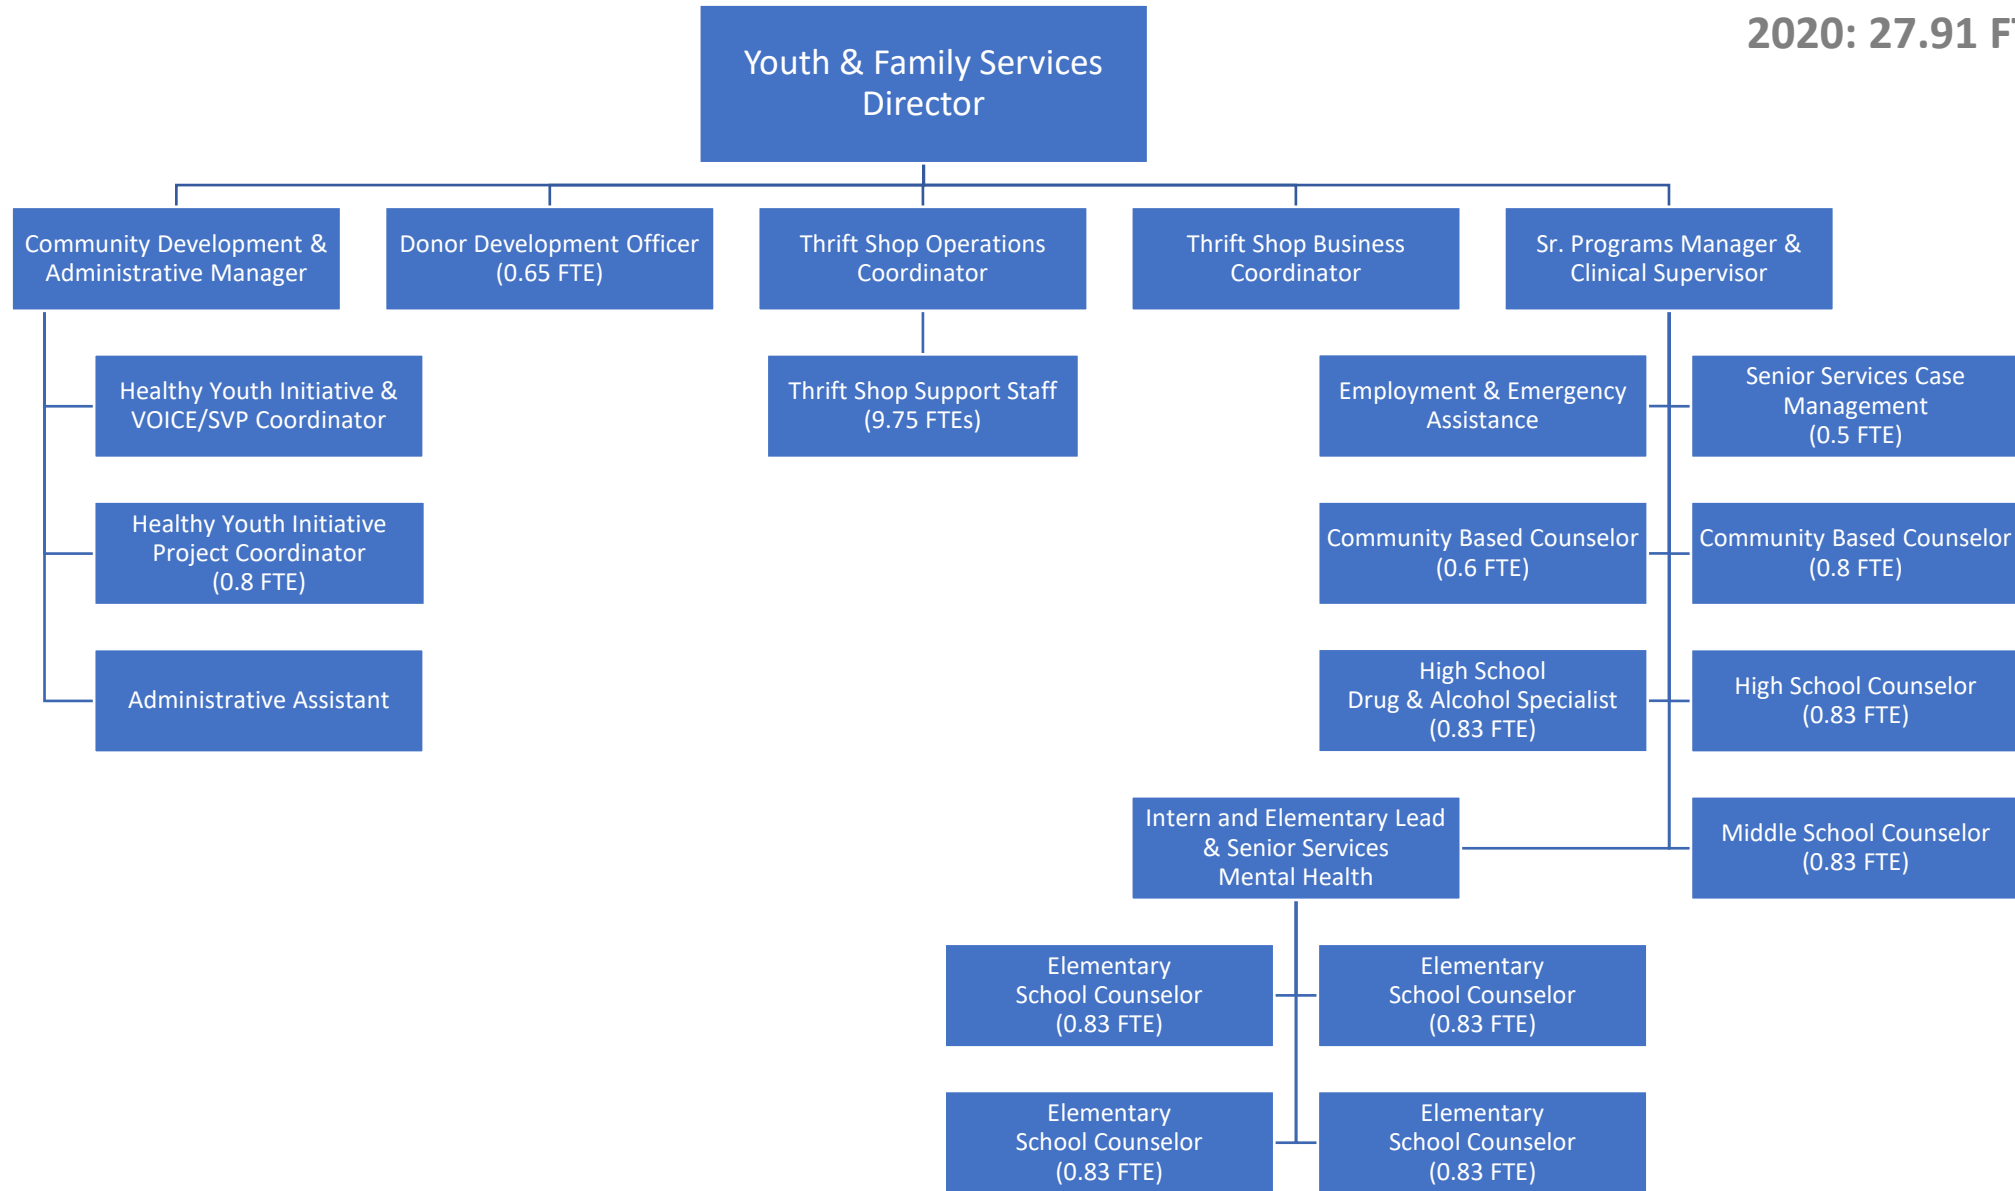 2020: 27.91 FT
Youth & Family Services
Director
Community Development &
Administrative Manager
Donor Development Officer
(0.65 FTE)
Thrift Shop Operations
Coordinator
Thrift Shop Business
Coordinator
Sr. Programs Manager &
Clinical Supervisor
Healthy Youth Initiative &
VOICE/SVP Coordinator
Thrift Shop Support Staff
(9.75 FTEs)
Employment & Emergency
Assistance
Senior Services Case
Management
(0.5 FTE)
Healthy Youth Initiative
Project Coordinator
(0.8 FTE)
Community Based Counselor
(0.6 FTE)
Community Based Counselor
(0.8 FTE)
Administrative Assistant
High School
Drug & Alcohol Specialist
(0.83 FTE)
High School Counselor
(0.83 FTE)
Intern and Elementary Lead
& Senior Services
Mental Health
Middle School Counselor
(0.83 FTE)
Elementary
School Counselor
(0.83 FTE)
Elementary
School Counselor
(0.83 FTE)
Elementary
School Counselor
(0.83 FTE)
Elementary
School Counselor
(0.83 FTE)